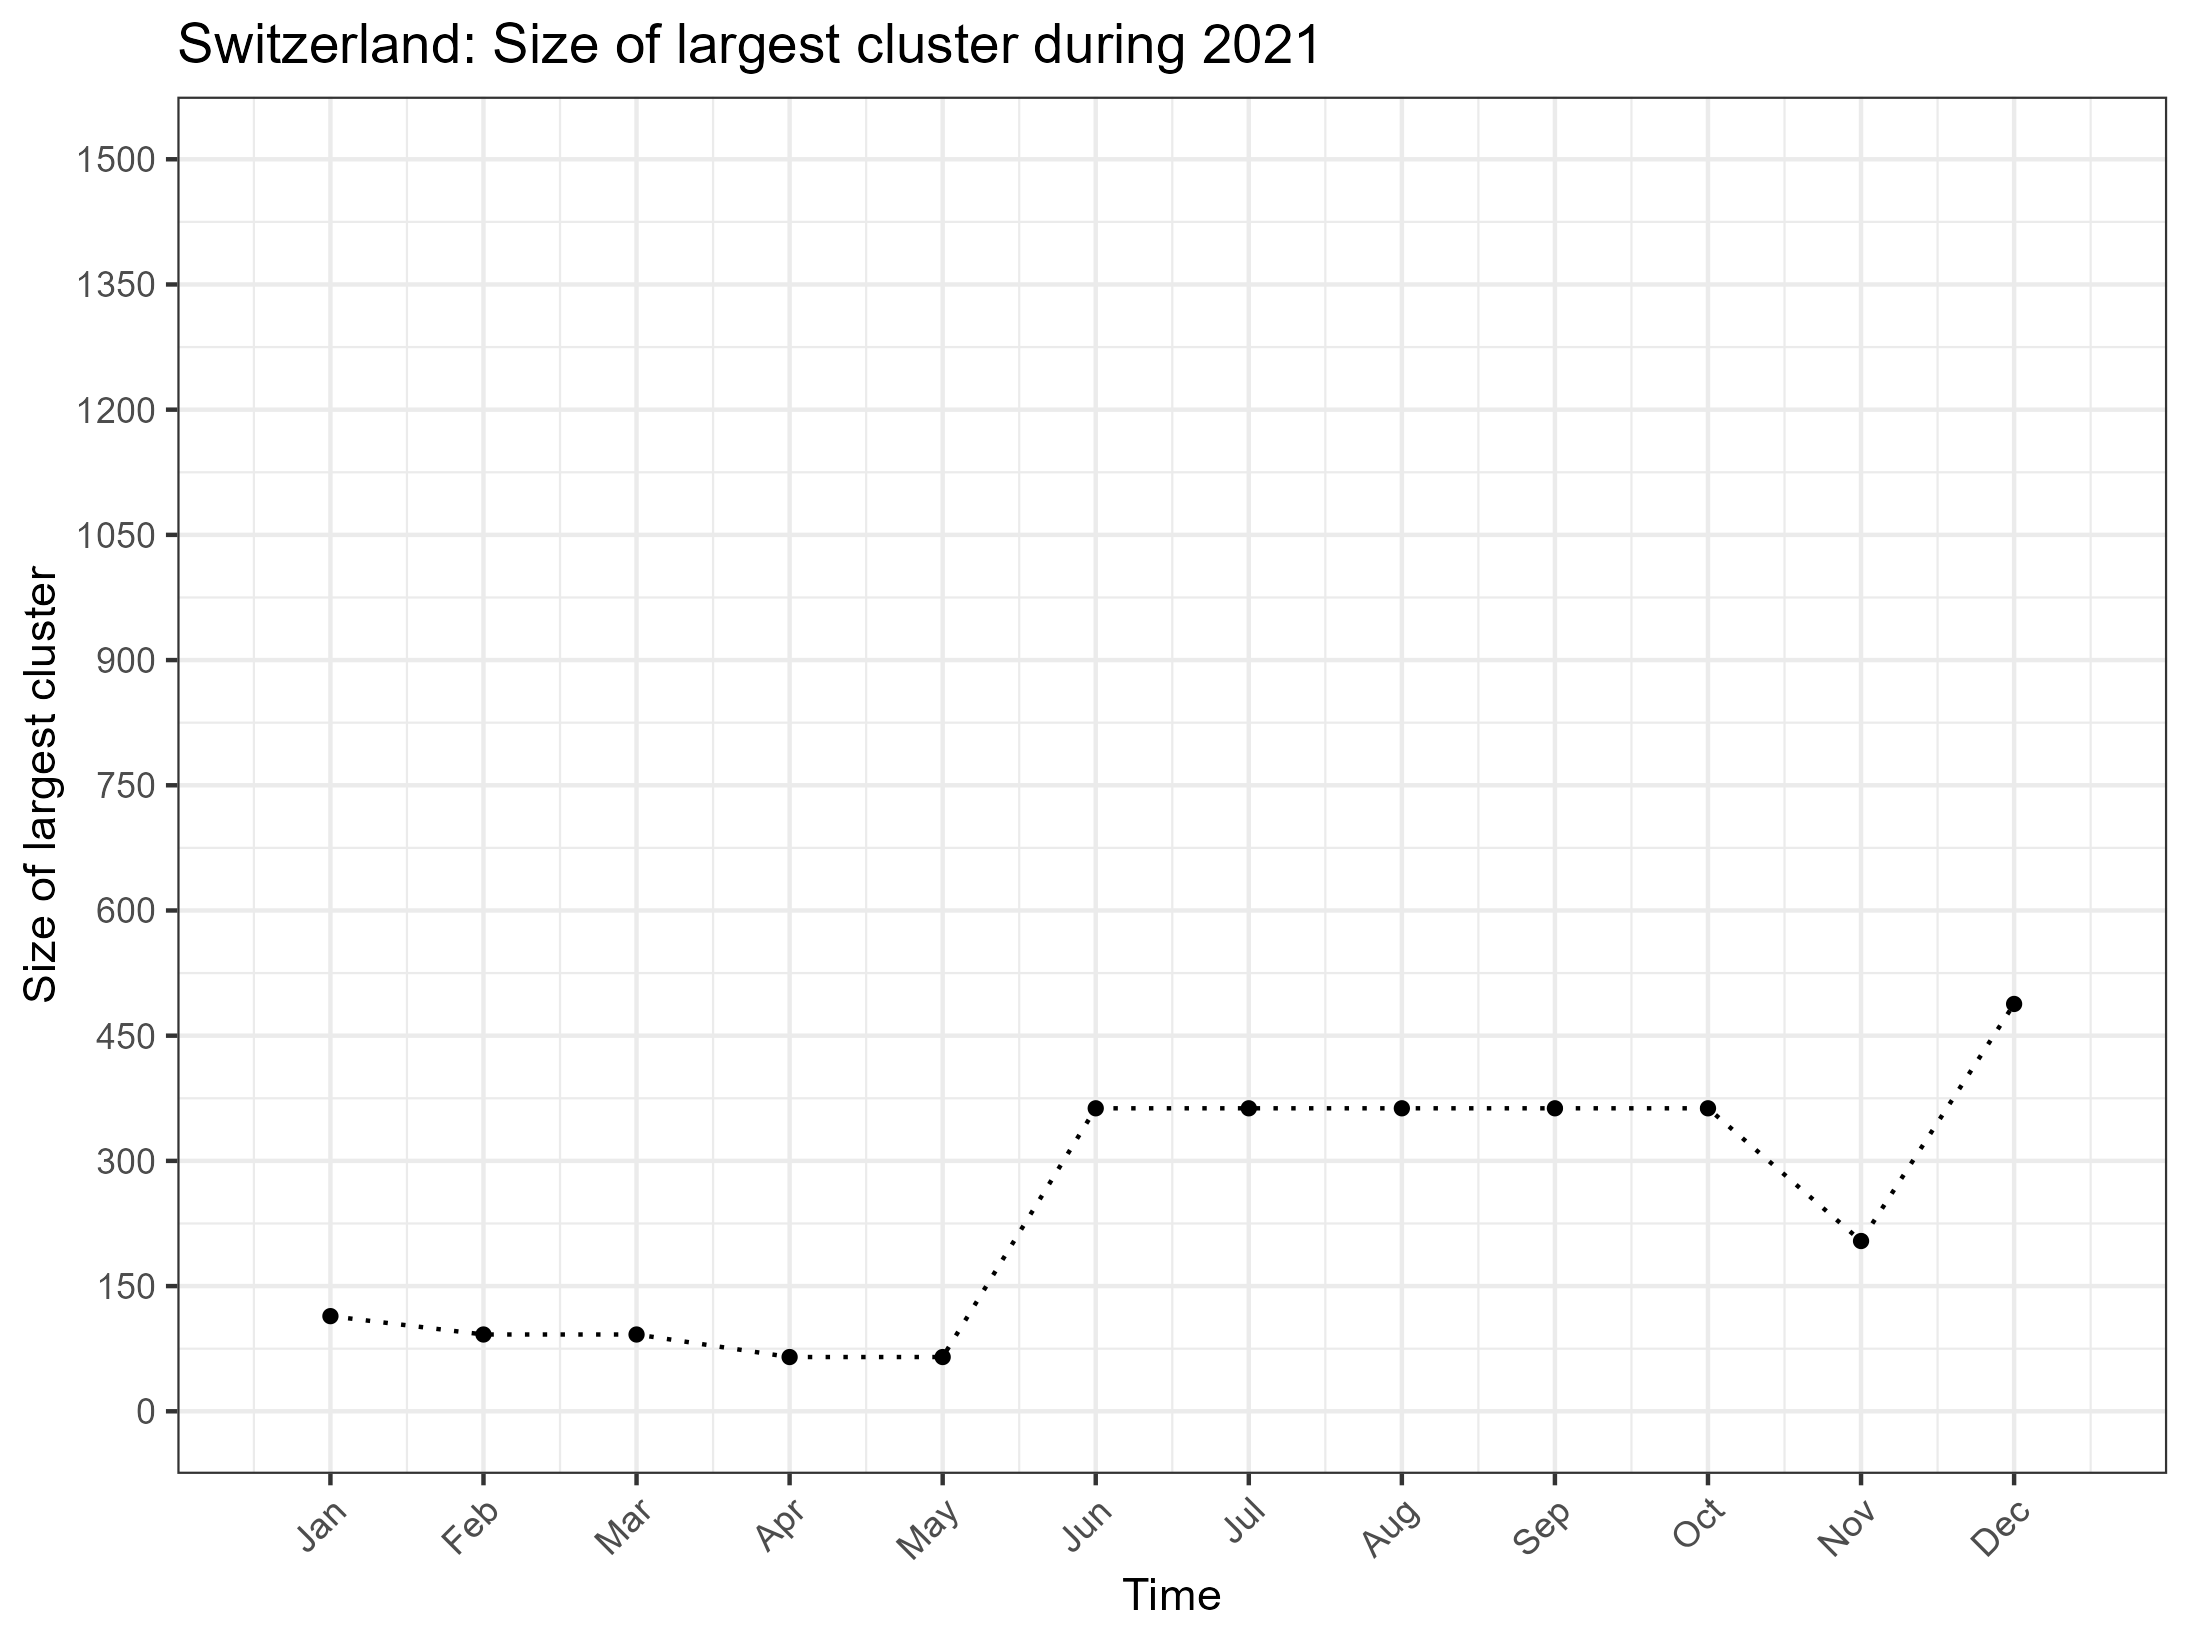 Switzerland: Size of largest cluster during 2021
Size of largest cluster
1500
1350
1200
1050
900
750
600
450
300
150
0
Jan
Feb
Mar
Apr
May
Jun
Jul
Aug
Sep
Oct
Nov
Dec
Time